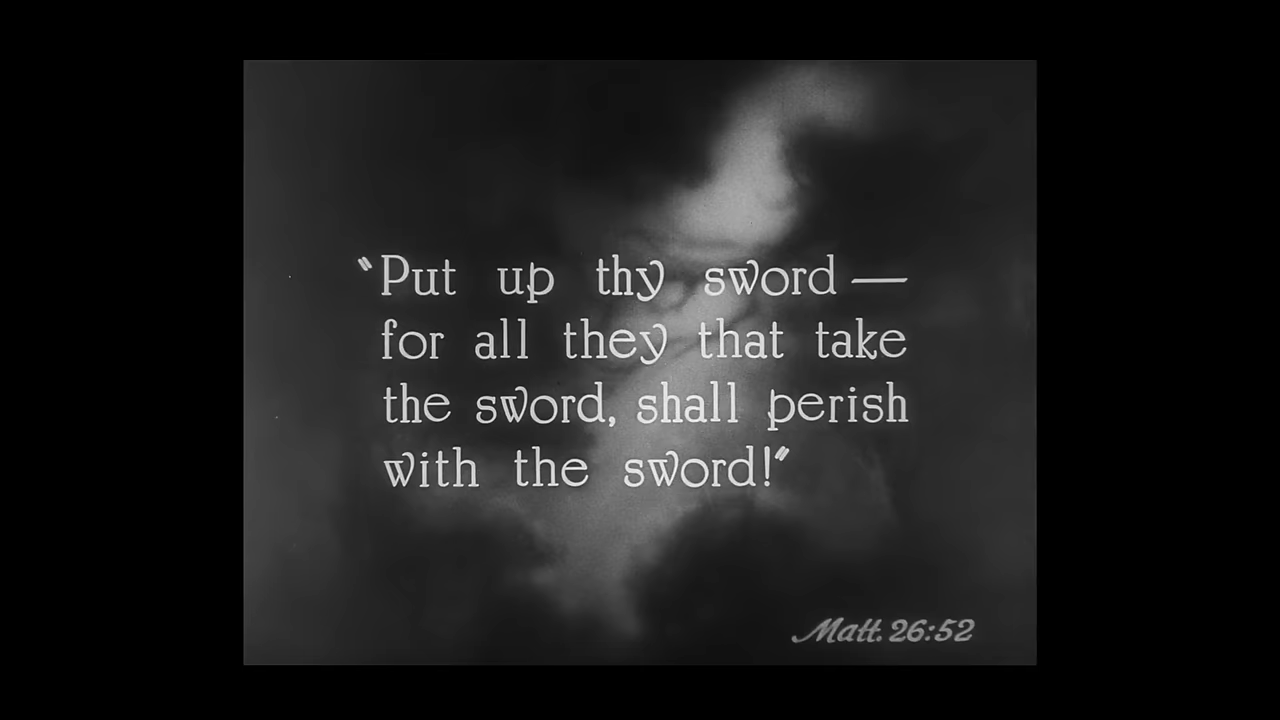 "Put up thy sword —
for all they that take
the sword, shall perish
with the sword!"
Matt. 26:52